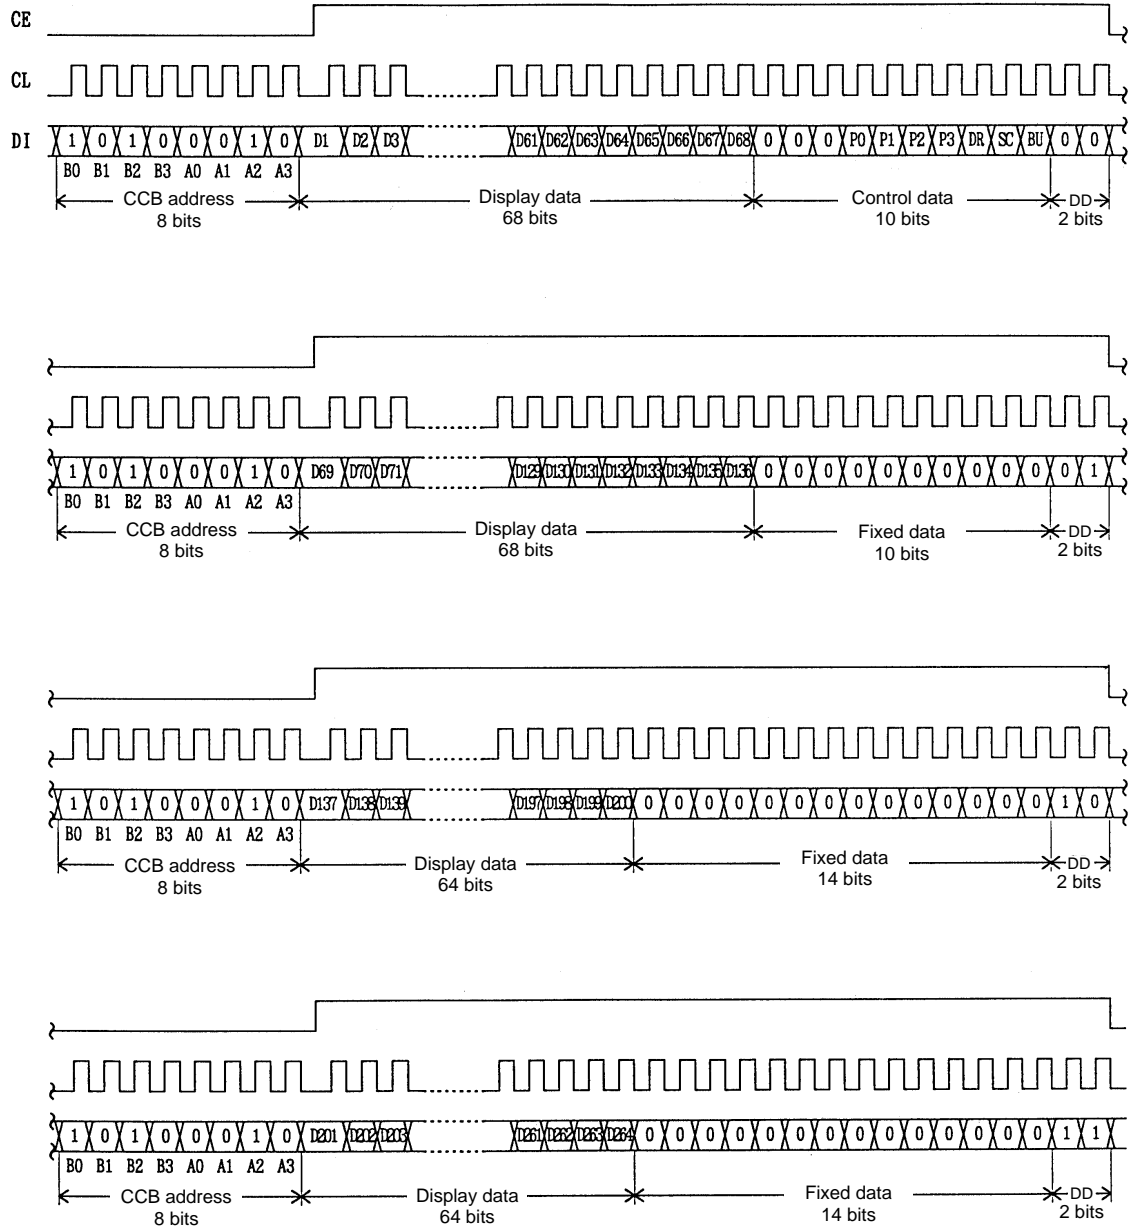 CE
CL
DI 1 0 1 0 0 0 1 0 D1 D2 D3 D61 D62 D63 D64 D65 D66 D67 D68 0 0 0 P0 P1 P2 P3 DR SC BU 0 0
B0 B1 B2 B3 A0 A1 A2 A3
CCB address Display data Control data DD
8 bits 68 bits 10 bits 2 bits
1 0 1 0 0 0 1 0 D69 D70 D71 D129 D130 D131 D132 D133 D134 D135 D136 0 0 0 0 0 0 0 0 0 0 0 1
B0 B1 B2 B3 A0 A1 A2 A3
CCB address Display data Fixed data DD
8 bits 68 bits 10 bits 2 bits
1 0 1 0 0 0 1 0 D137 D138 D139 D197 D198 D199 D200 0 0 0 0 0 0 0 0 0 0 0 0 0 0 1 0
B0 B1 B2 B3 A0 A1 A2 A3
CCB address Display data Fixed data DD
8 bits 64 bits 14 bits 2 bits
1 0 1 0 0 0 1 0 D201 D202 D203 D261 D262 D263 D264 0 0 0 0 0 0 0 0 0 0 0 0 0 0 1 1
B0 B1 B2 B3 A0 A1 A2 A3
CCB address Display data Fixed data DD
8 bits 64 bits 14 bits 2 bits